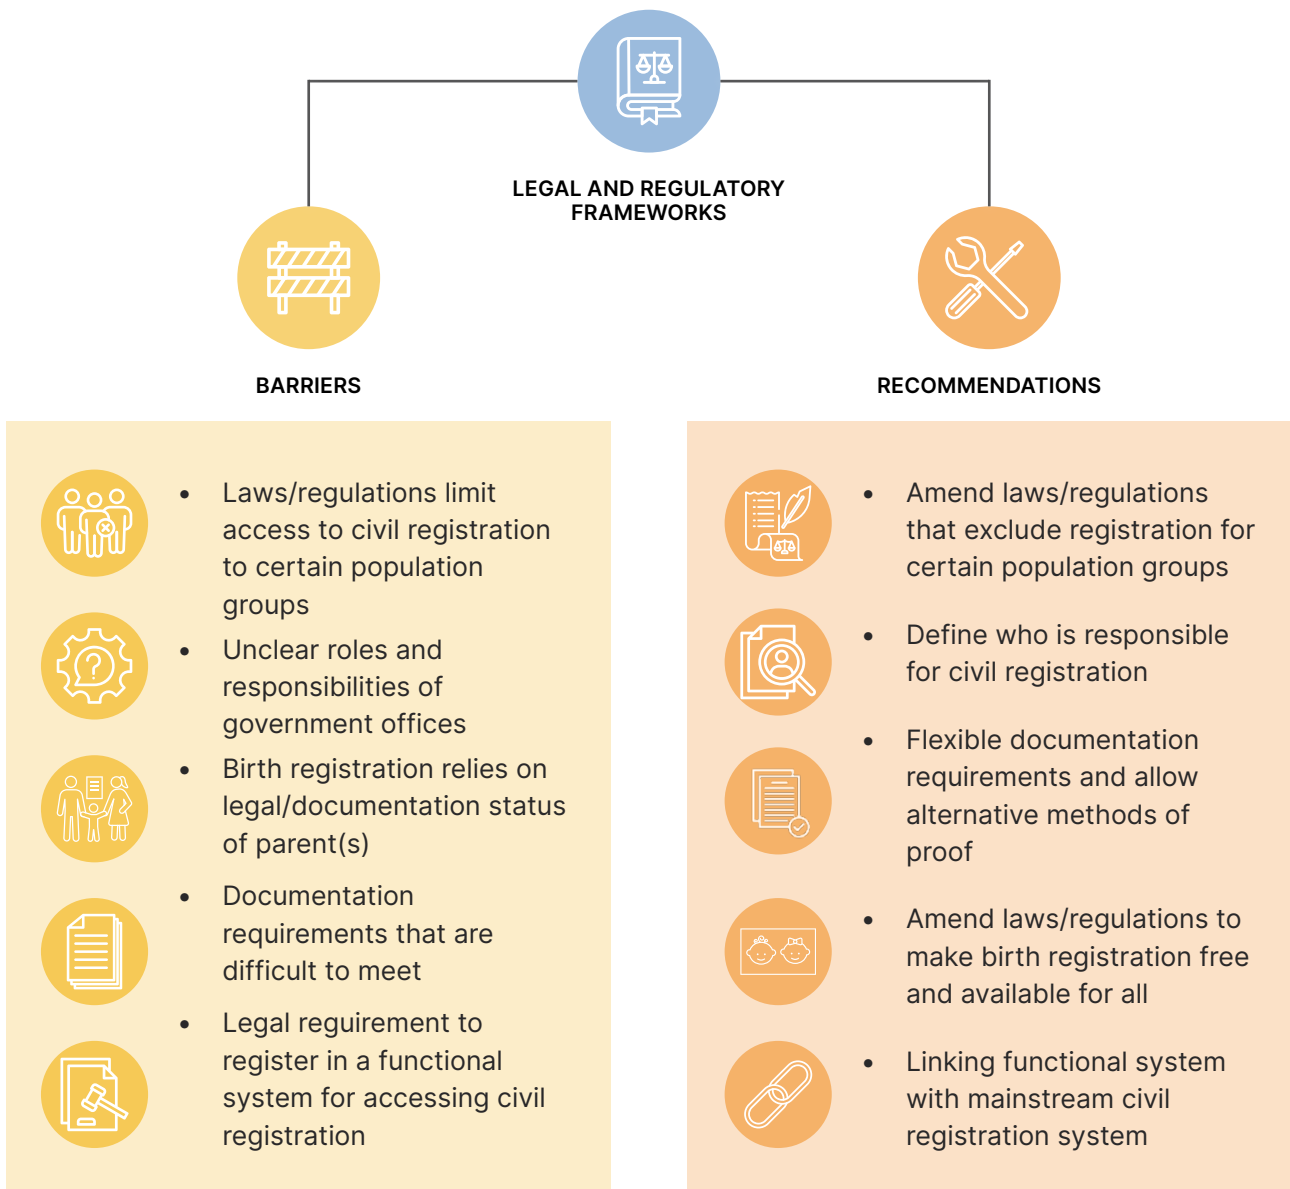 LEGAL AND REGULATORY
FRAMEWORKS
BARRIERS
• Laws/regulations limit
access to civil registration
to certain population
groups
• Unclear roles and
responsibilities of
government offices
• Birth registration relies on
legal/documentation status
of parent(s)
• Documentation
requirements that are
difficult to meet
• Legal reguirement to
register in a functional
system for accessing civil
registration
RECOMMENDATIONS
• Amend laws/regulations
that exclude registration for
certain population groups
• Define who is responsible
for civil registration
• Flexible documentation
requirements and allow
alternative methods of
proof
• Amend laws/regulations to
make birth registration free
and available for all
• Linking functional system
with mainstream civil
registration system